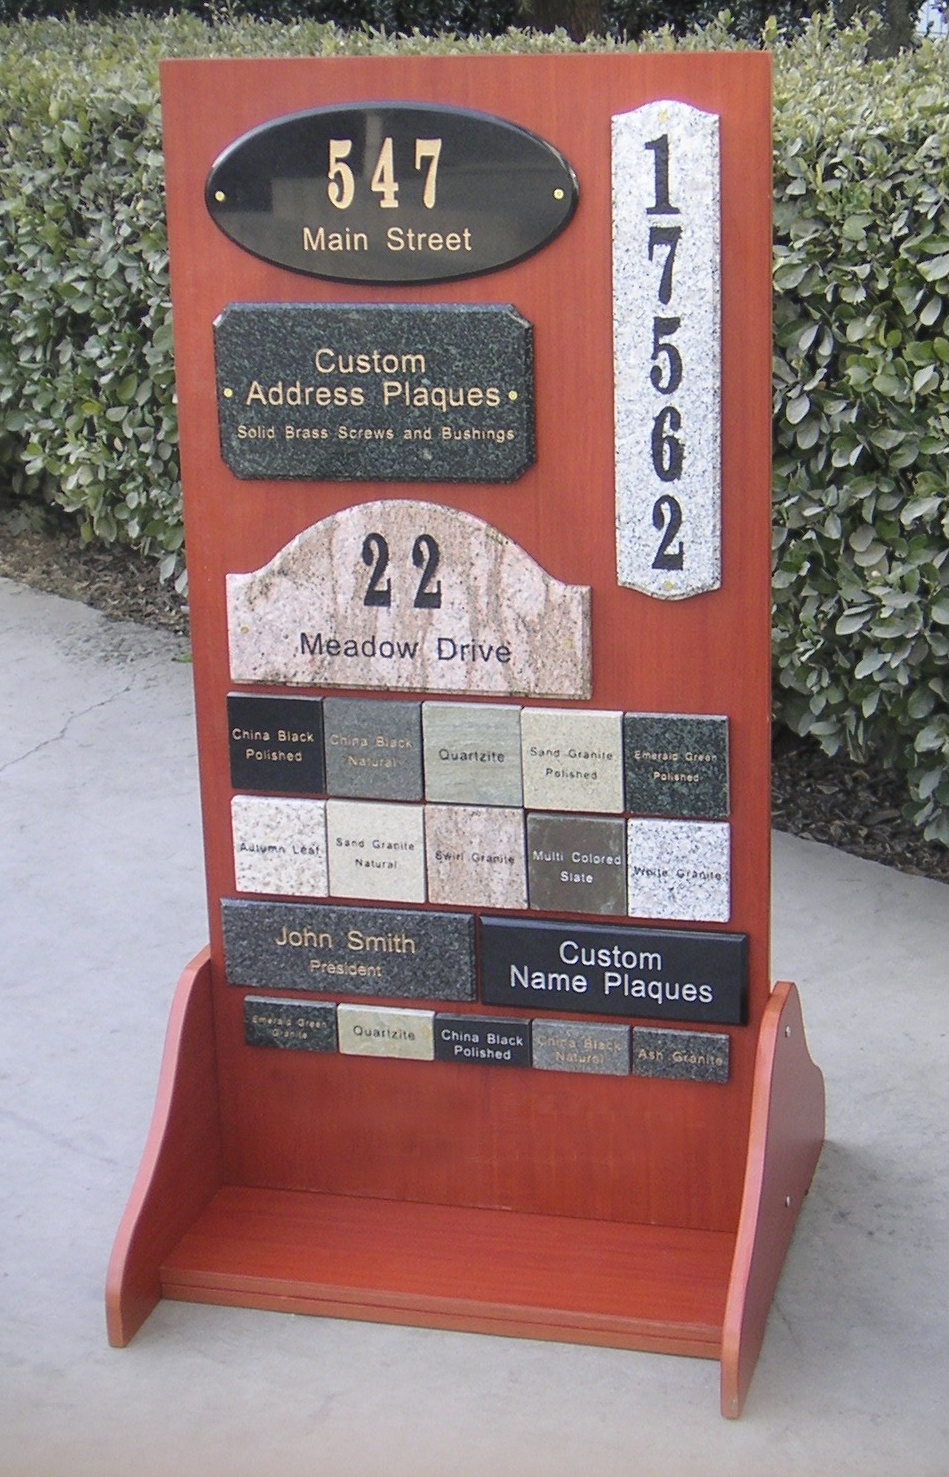 547
Main Street
1
7
5
6
2
Custom
Address Plaques
Solid Brass Screws and Bushings
22
Meadow Drive
China Black
Polished
China Black
Natural
Quartzite
Sand Granite
Polished
Emerald Green
Polished
Autumn Leaf
Sand Granite
Natural
Swirl Granite
Multi Colored
Slate
White Granite
John Smith
President
Custom
Name Plaques
Emerald Green
Granite
Quartzite
China Black
Polished
China Black
Natural
Ash Granite